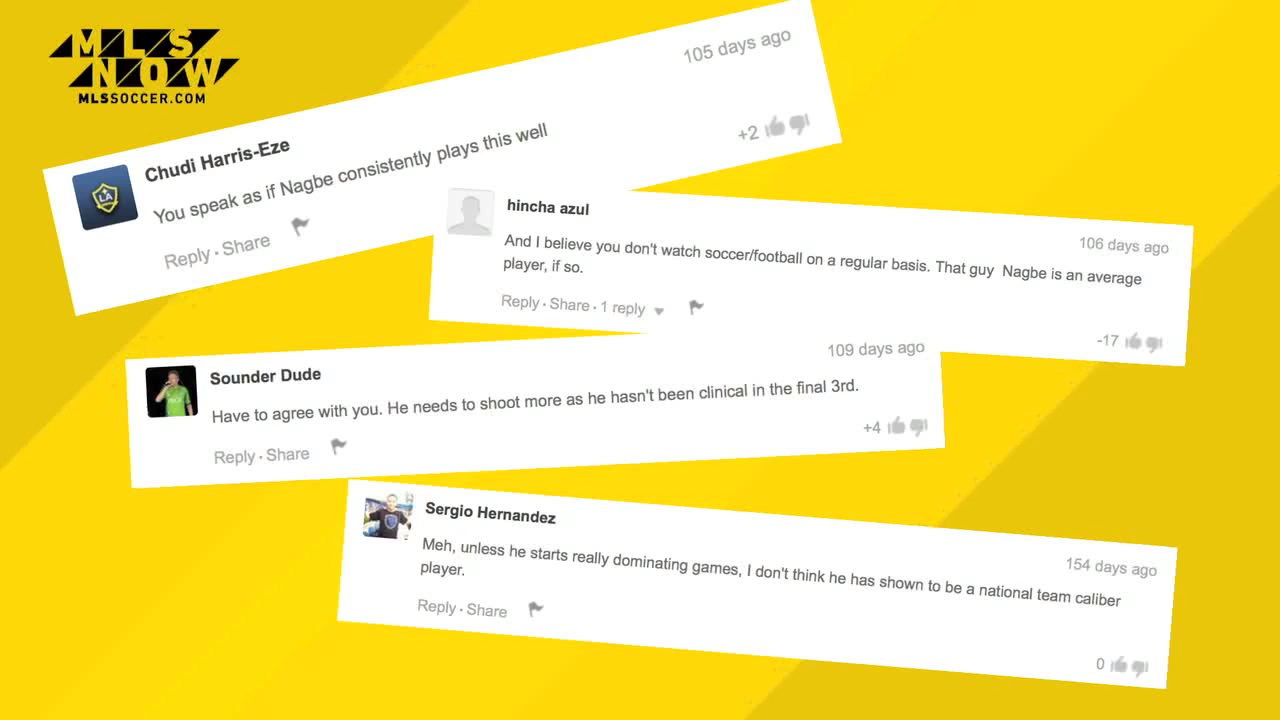 MLS
NOW
MLSSOCCER.COM
105 days ago
Chudi Harris-Eze
You speak as if Nagbe consistently plays this well
+2
Reply · Share
hincha azul
106 days ago
And I believe you don't watch soccer/football on a regular basis. That guy Nagbe is an average
player, if so.
Reply · Share · 1 reply
-17
Sounder Dude
109 days ago
Have to agree with you. He needs to shoot more as he hasn't been clinical in the final 3rd.
+4
Reply · Share
Sergio Hernandez
154 days ago
Meh, unless he starts really dominating games, I don't think he has shown to be a national team caliber
player.
Reply · Share
0
LA